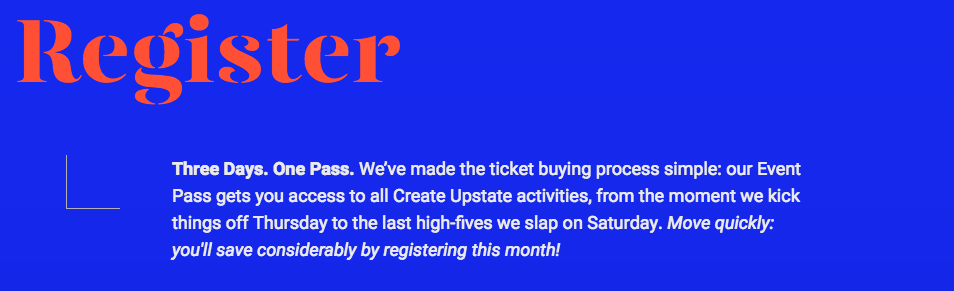 Register
Three Days. One Pass. We’ve made the ticket buying process simple: our Event
Pass gets you access to all Create Upstate activities, from the moment we kick
things off Thursday to the last high-fives we slap on Saturday. Move quickly:
you'll save considerably by registering this month!